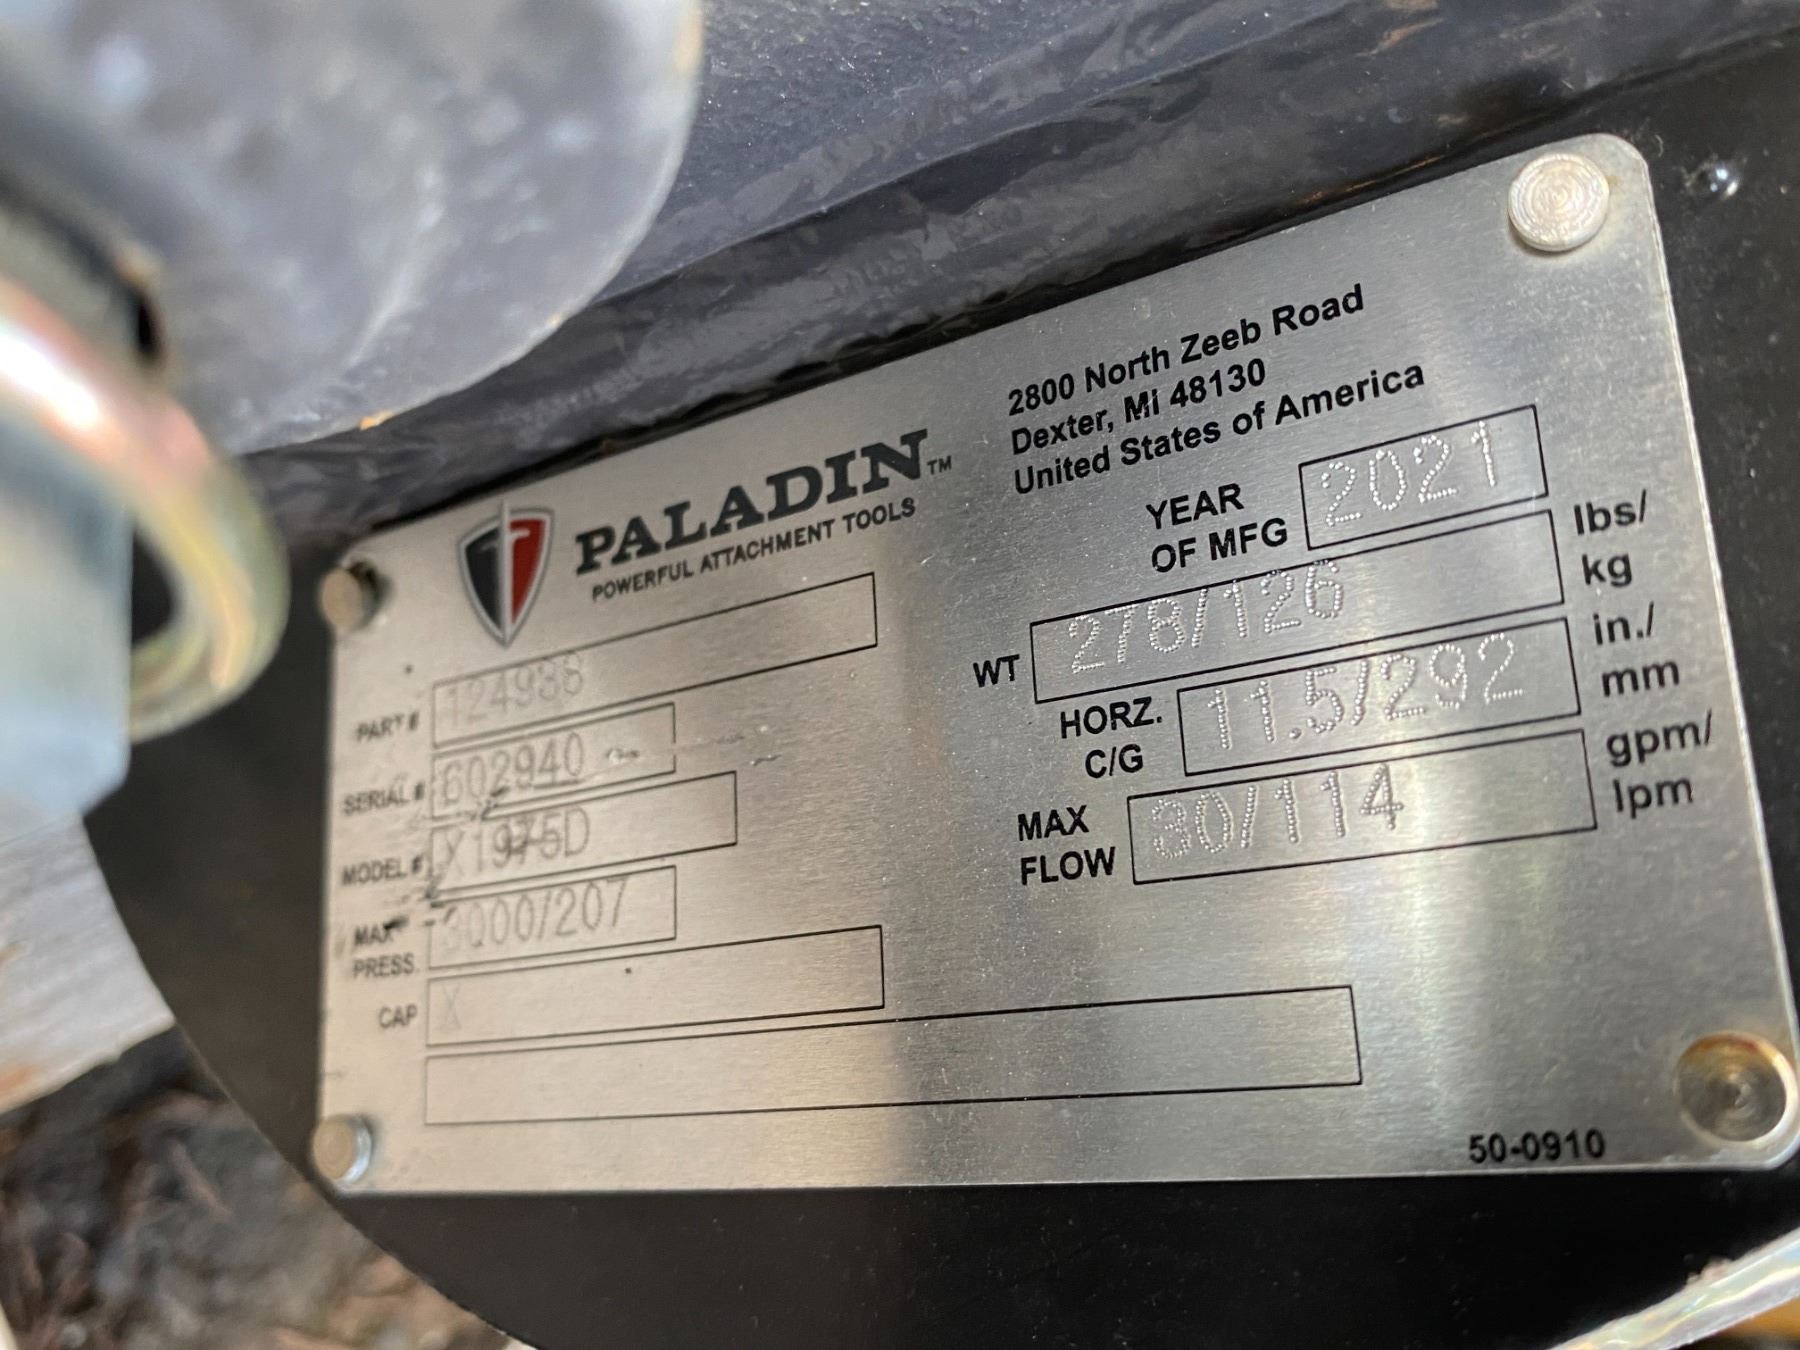 PALADIN™
POWERFUL ATTACHMENT TOOLS
2800 North Zeeb Road
Dexter, MI 48130
United States of America
PART # 124938
SERIAL # 602940
MODEL # X1975D
MAX PRESS. 3000/207
CAP X
YEAR OF MFG 2021
WT 278/126 lbs/kg
HORZ. C/G 11.5/292 in./mm
MAX FLOW 30/114 gpm/lpm
50-0910